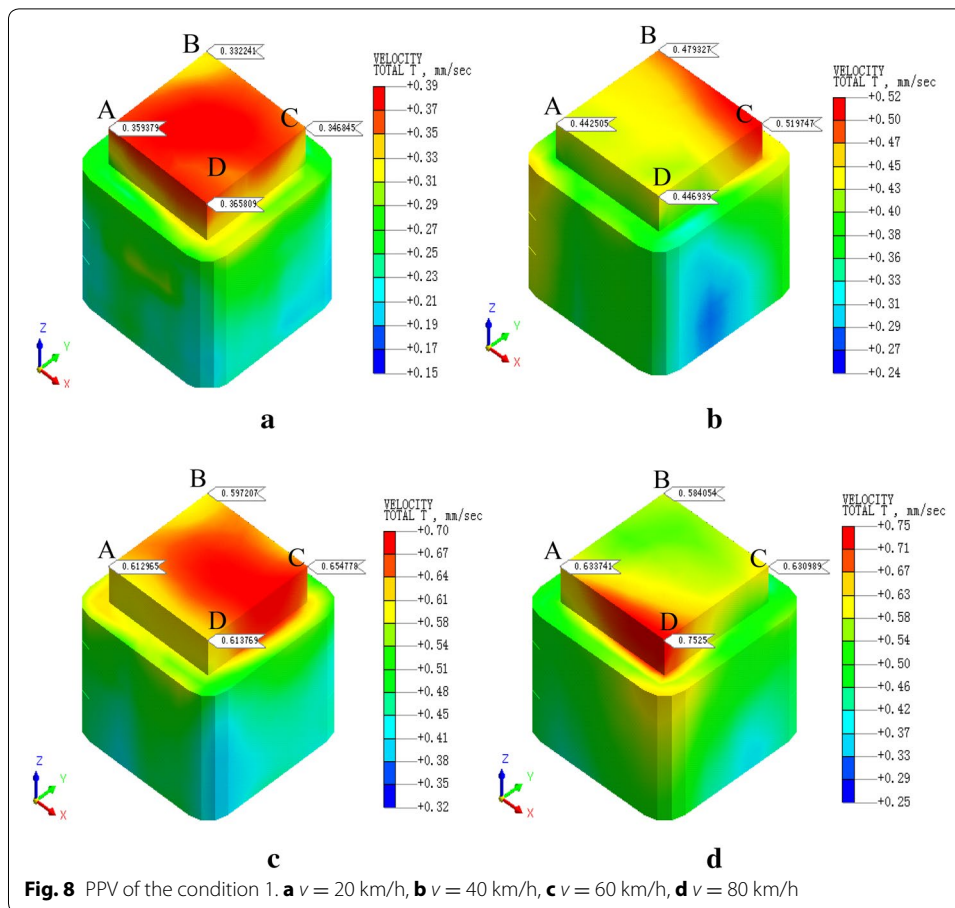 B
0.332241
A
0.359379
C
0.346845
D
0.365809
VELOCITY
TOTAL T , mm/sec
+0.39
+0.37
+0.35
+0.33
+0.31
+0.29
+0.27
+0.25
+0.23
+0.21
+0.19
+0.17
+0.15
Z
Y
X
a
B
0.479327
A
0.442505
C
0.519747
D
0.446939
VELOCITY
TOTAL T , mm/sec
+0.52
+0.50
+0.47
+0.45
+0.43
+0.40
+0.38
+0.36
+0.33
+0.31
+0.29
+0.27
+0.24
Z
Y
X
b
B
0.597207
A
0.612965
C
0.654778
D
0.613769
VELOCITY
TOTAL T , mm/sec
+0.70
+0.67
+0.64
+0.61
+0.58
+0.54
+0.51
+0.48
+0.45
+0.41
+0.38
+0.35
+0.32
Z
Y
X
c
B
0.584054
A
0.633741
C
0.630989
D
0.7525
VELOCITY
TOTAL T , mm/sec
+0.75
+0.71
+0.67
+0.63
+0.58
+0.54
+0.50
+0.46
+0.42
+0.37
+0.33
+0.29
+0.25
Z
Y
X
d
Fig. 8 PPV of the condition 1. a v = 20 km/h, b v = 40 km/h, c v = 60 km/h, d v = 80 km/h